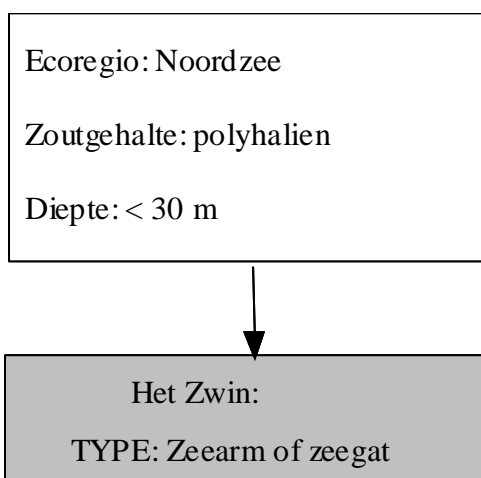 Ecoregio: Noordzee
Zoutgehalte: polyhalien
Diepte: < 30 m
Het Zwin:
TYPE: Zeearm of zeegat